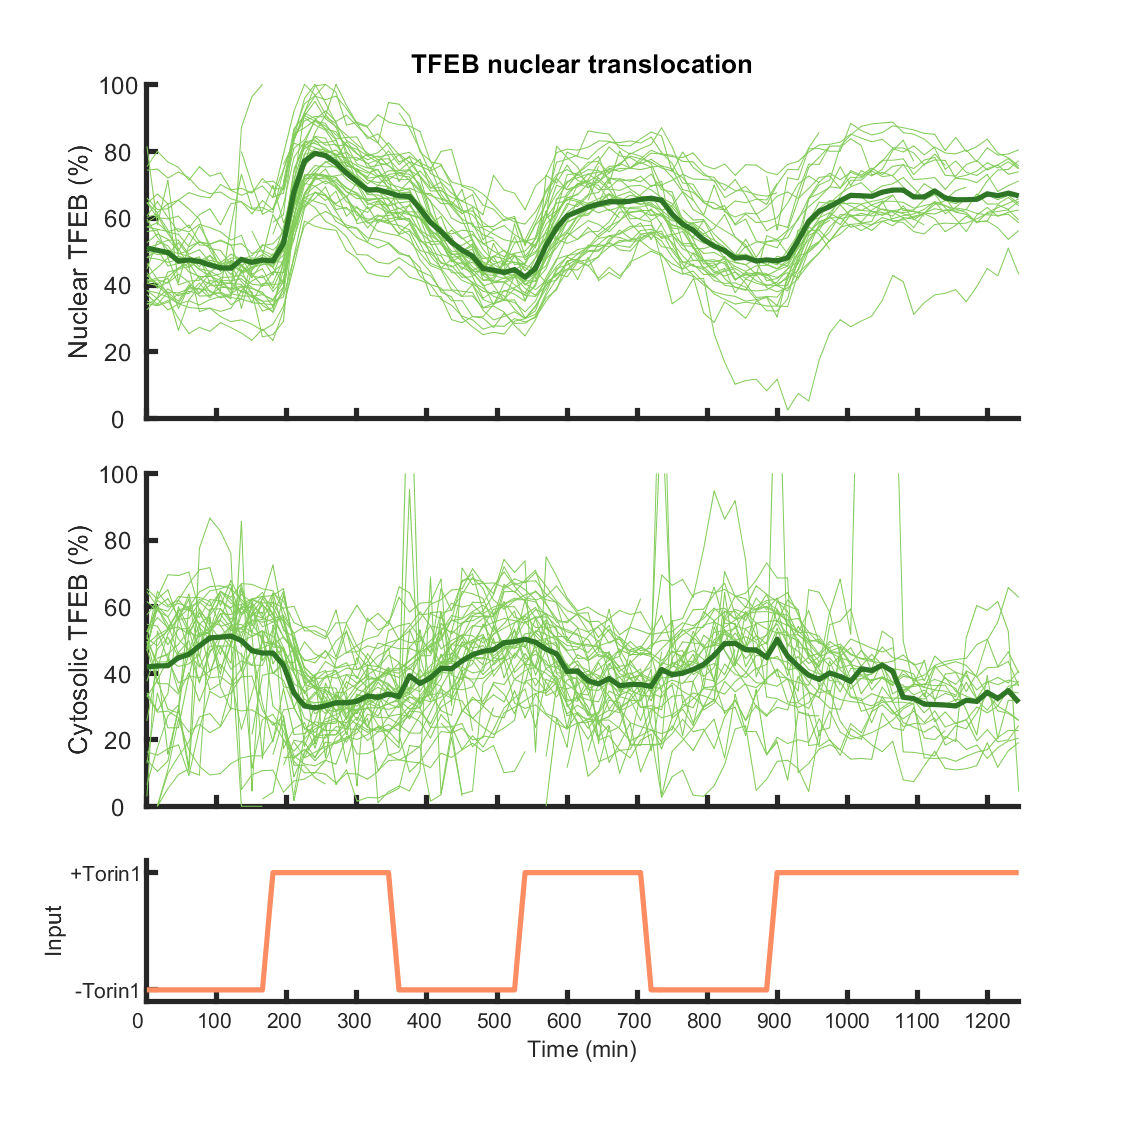 TFEB nuclear translocation
100
80
60
40
20
0
Nuclear TFEB (%)
100
80
60
40
20
0
Cytosolic TFEB (%)
+Torin1
-Torin1
Input
0 100 200 300 400 500 600 700 800 900 1000 1100 1200
Time (min)